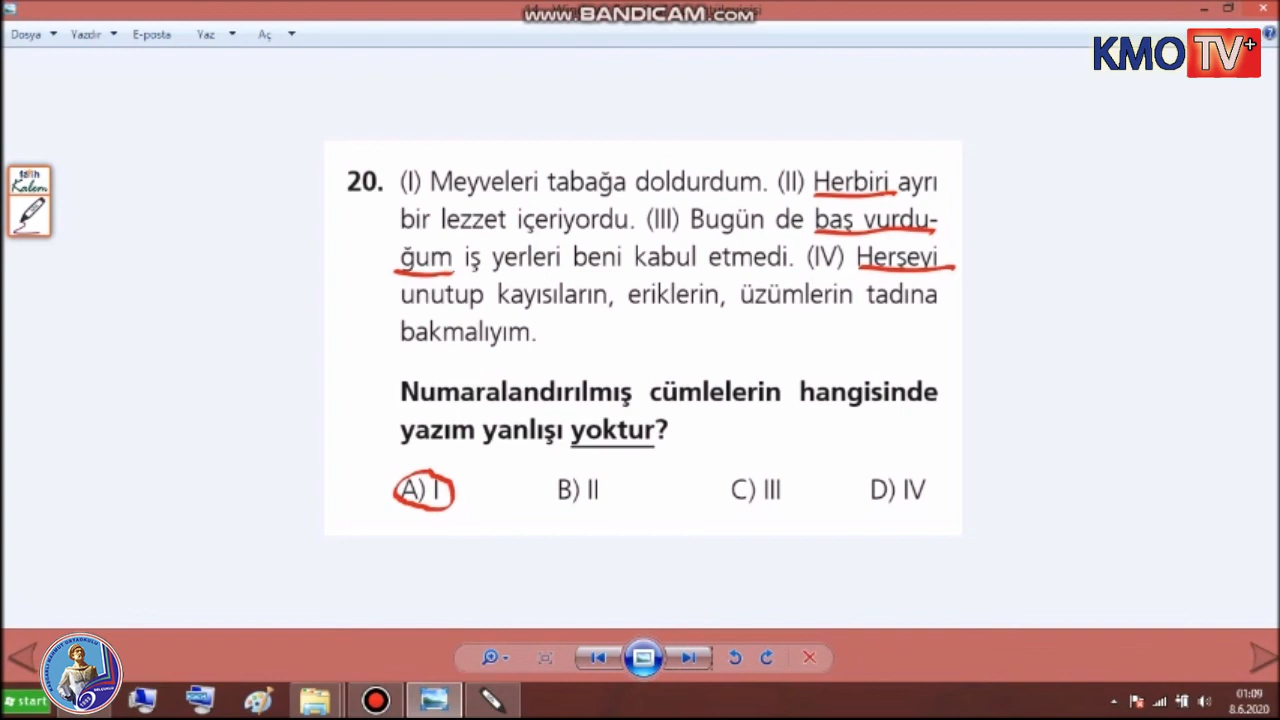 www.BANDICAM.com
Dosya Yazdır E-posta Yaz Aç
KMO TV+
fatih
Kalem
20. (I) Meyveleri tabağa doldurdum. (II) Herbiri ayrı
bir lezzet içeriyordu. (III) Bugün de baş vurdu-
ğum iş yerleri beni kabul etmedi. (IV) Herşeyi
unutup kayısıların, eriklerin, üzümlerin tadına
bakmalıyım.
Numaralandırılmış cümlelerin hangisinde
yazım yanlışı yoktur?
A) I B) II C) III D) IV
start
01:09
8.6.2020